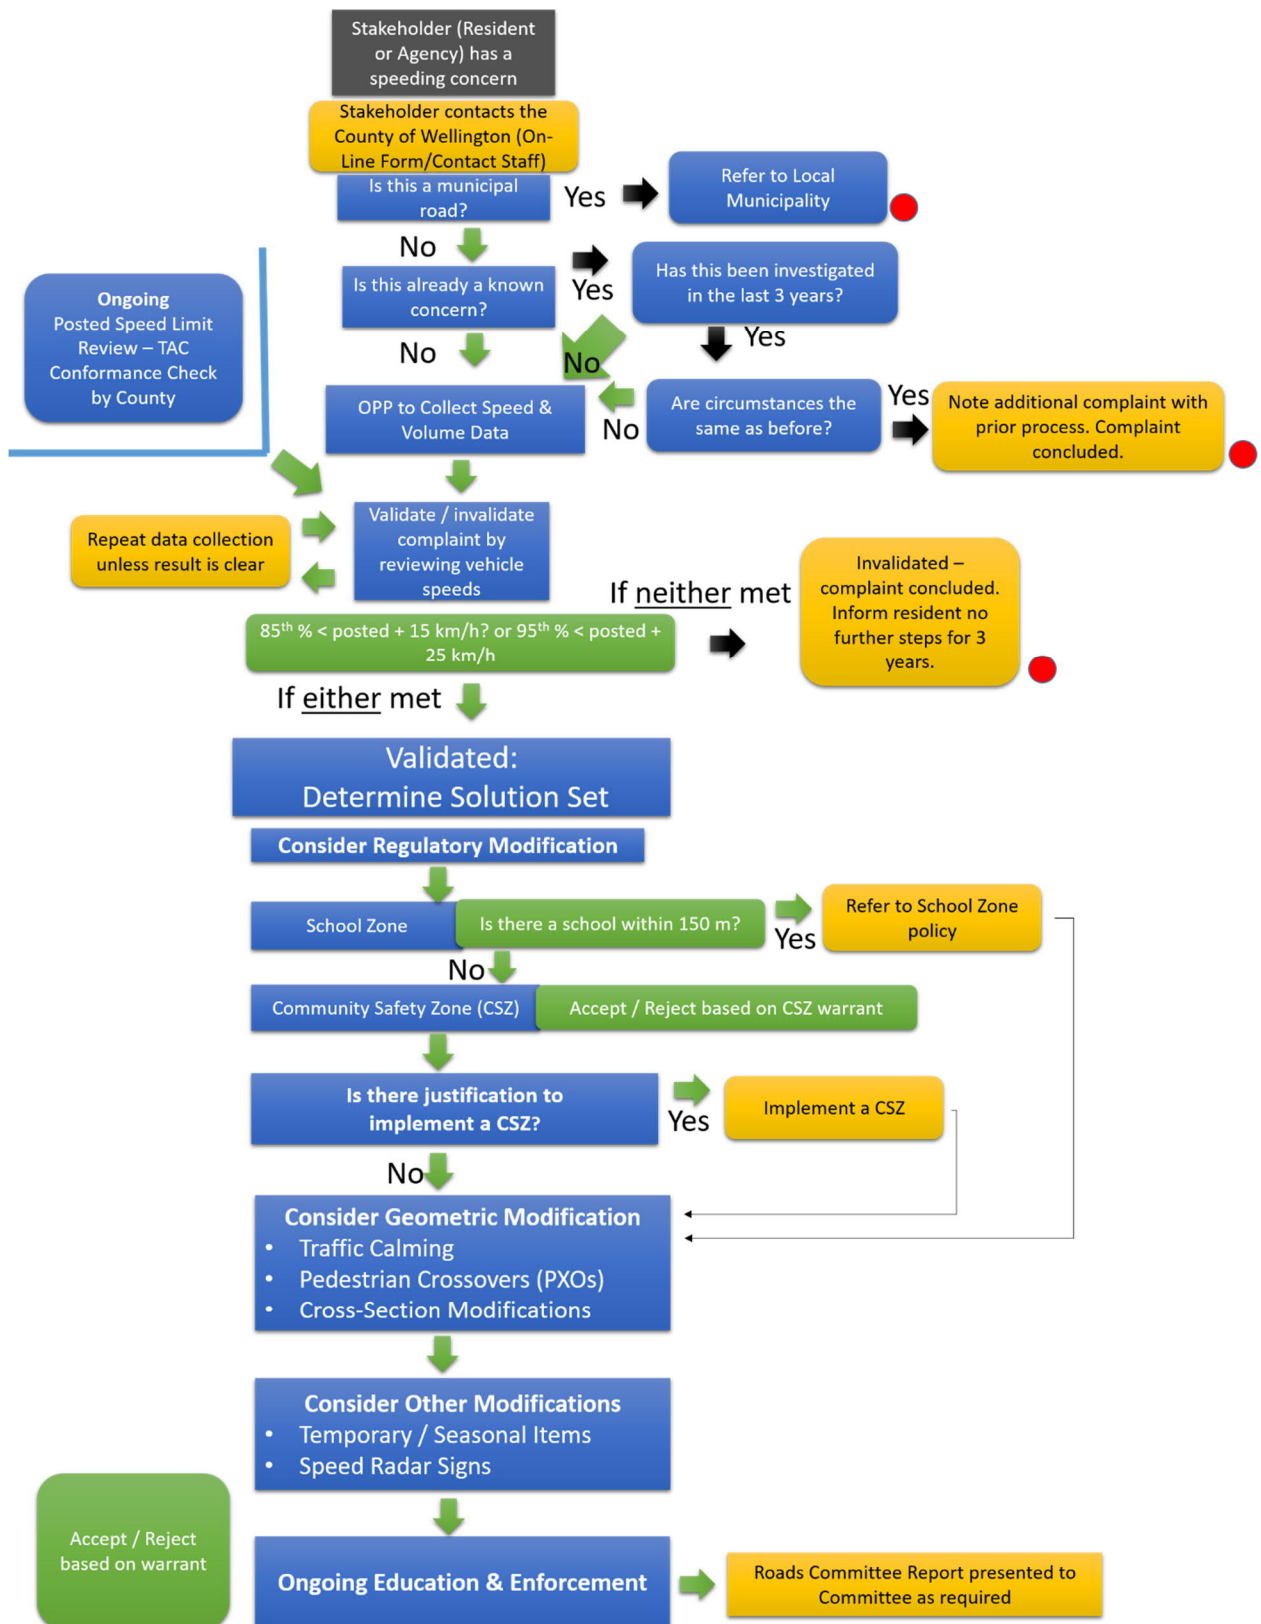 Stakeholder (Resident
or Agency) has a
speeding concern
Stakeholder contacts the
County of Wellington (On-
Line Form/Contact Staff)
Is this a municipal
road?
Yes
Refer to Local
Municipality
No
Is this already a known
concern?
Yes
Has this been investigated
in the last 3 years?
Ongoing
Posted Speed Limit
Review – TAC
Conformance Check
by County
No
No
Yes
OPP to Collect Speed &
Volume Data
No
Are circumstances the
same as before?
Yes
Note additional complaint with
prior process. Complaint
concluded.
Repeat data collection
unless result is clear
Validate / invalidate
complaint by
reviewing vehicle
speeds
If neither met
Invalidated –
complaint concluded.
Inform resident no
further steps for 3
years.
85th % < posted + 15 km/h? or 95th % < posted +
25 km/h
If either met
Validated:
Determine Solution Set
Consider Regulatory Modification
School Zone
Is there a school within 150 m?
Yes
Refer to School Zone
policy
No
Community Safety Zone (CSZ)
Accept / Reject based on CSZ warrant
Is there justification to
implement a CSZ?
Yes
Implement a CSZ
No
Consider Geometric Modification
• Traffic Calming
• Pedestrian Crossovers (PXOs)
• Cross-Section Modifications
Consider Other Modifications
• Temporary / Seasonal Items
• Speed Radar Signs
Accept / Reject
based on warrant
Ongoing Education & Enforcement
Roads Committee Report presented to
Committee as required